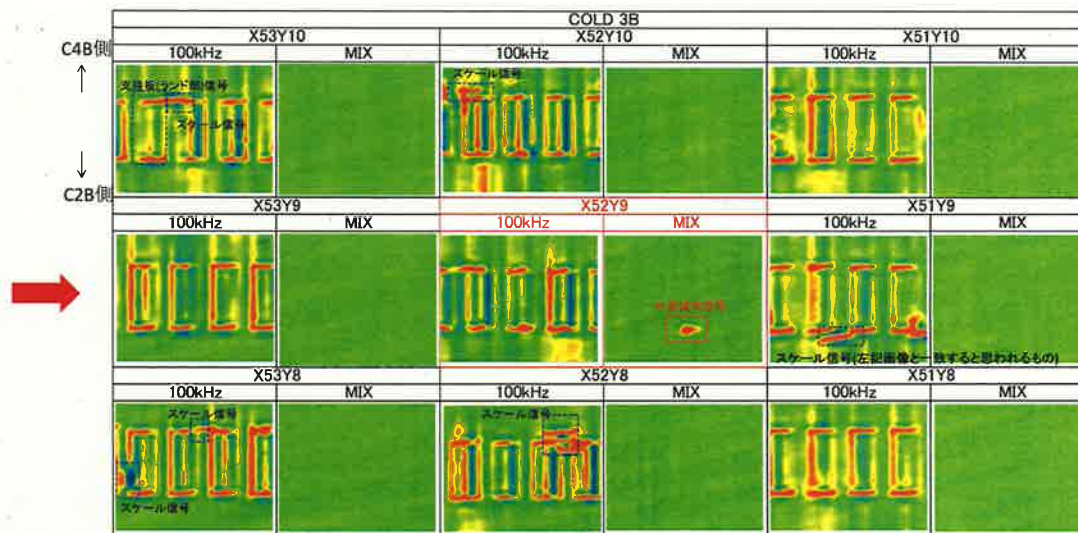 COLD 3B
X53Y10 X52Y10 X51Y10
C4B側
100kHz MIX 100kHz MIX 100kHz MIX
スケール信号
支持板(ランド部)信号
スケール信号
C2B側
X53Y9 X52Y9 X51Y9
100kHz MIX 100kHz MIX 100kHz MIX
スケール信号(左記画像と一致すると思われるもの)
X53Y8 X52Y8 X51Y8
100kHz MIX 100kHz MIX 100kHz MIX
スケール信号
スケール信号
スケール信号